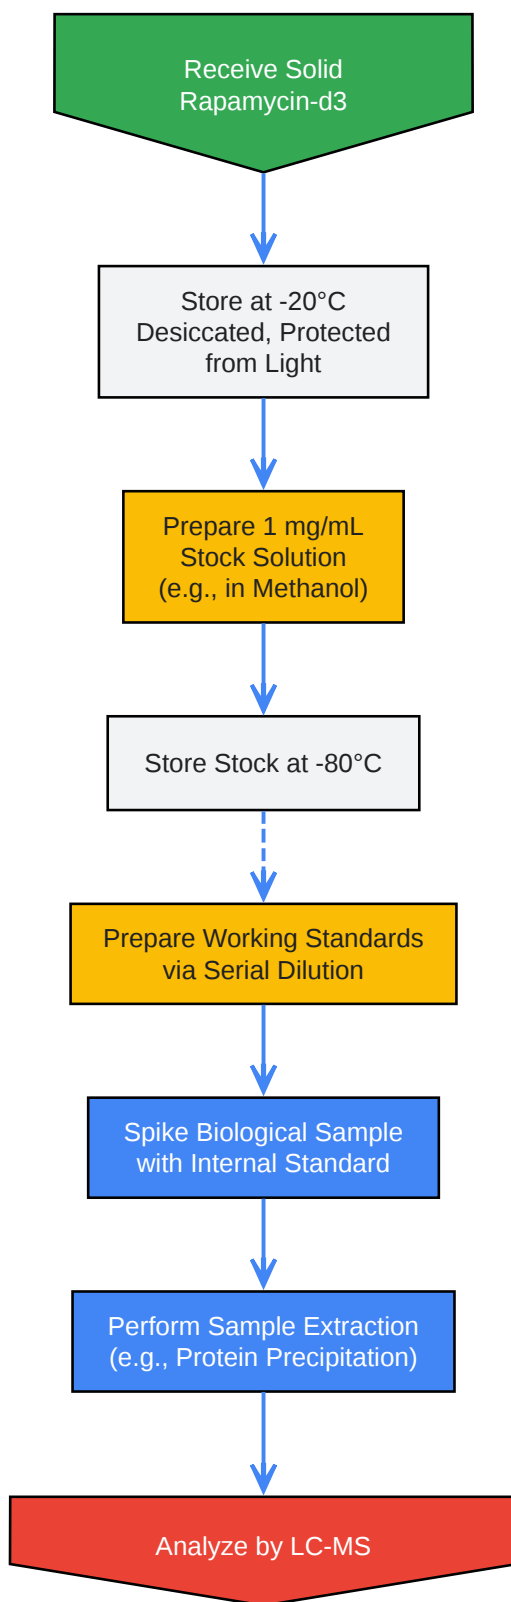 Receive Solid
Rapamycin-d3
Store at -20°C
Desiccated, Protected
from Light
Prepare 1 mg/mL
Stock Solution
(e.g., in Methanol)
Store Stock at -80°C
Prepare Working Standards
via Serial Dilution
Spike Biological Sample
with Internal Standard
Perform Sample Extraction
(e.g., Protein Precipitation)
Analyze by LC-MS